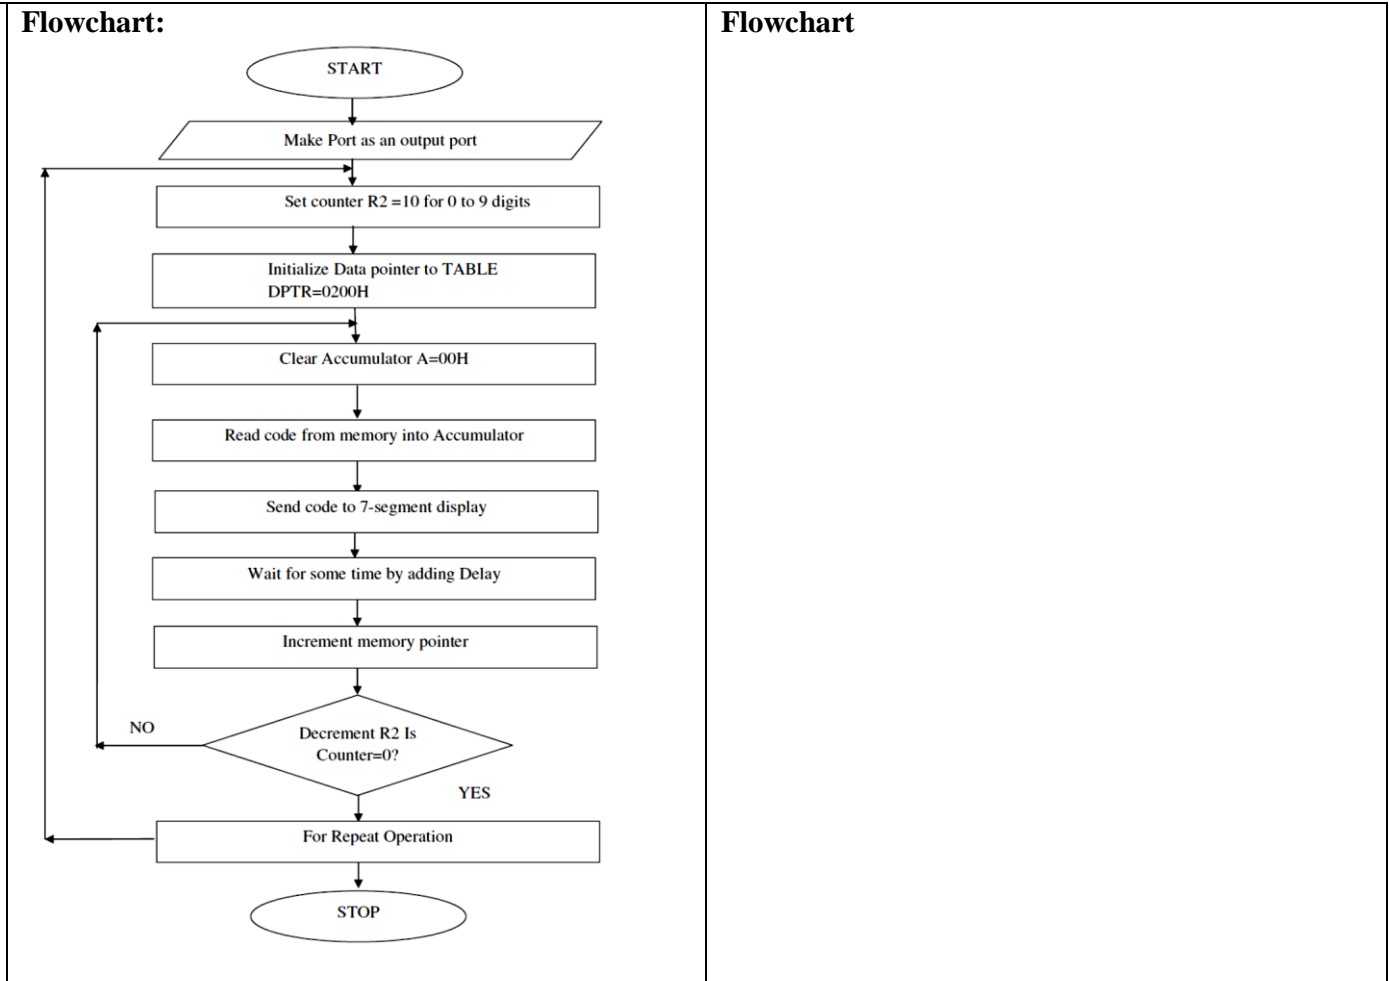 Flowchart:
START
Make Port as an output port
Set counter R2 =10 for 0 to 9 digits
Initialize Data pointer to TABLE
DPTR=0200H
Clear Accumulator A=00H
Read code from memory into Accumulator
Send code to 7-segment display
Wait for some time by adding Delay
Increment memory pointer
NO
Decrement R2 Is
Counter=0?
YES
For Repeat Operation
STOP
Flowchart